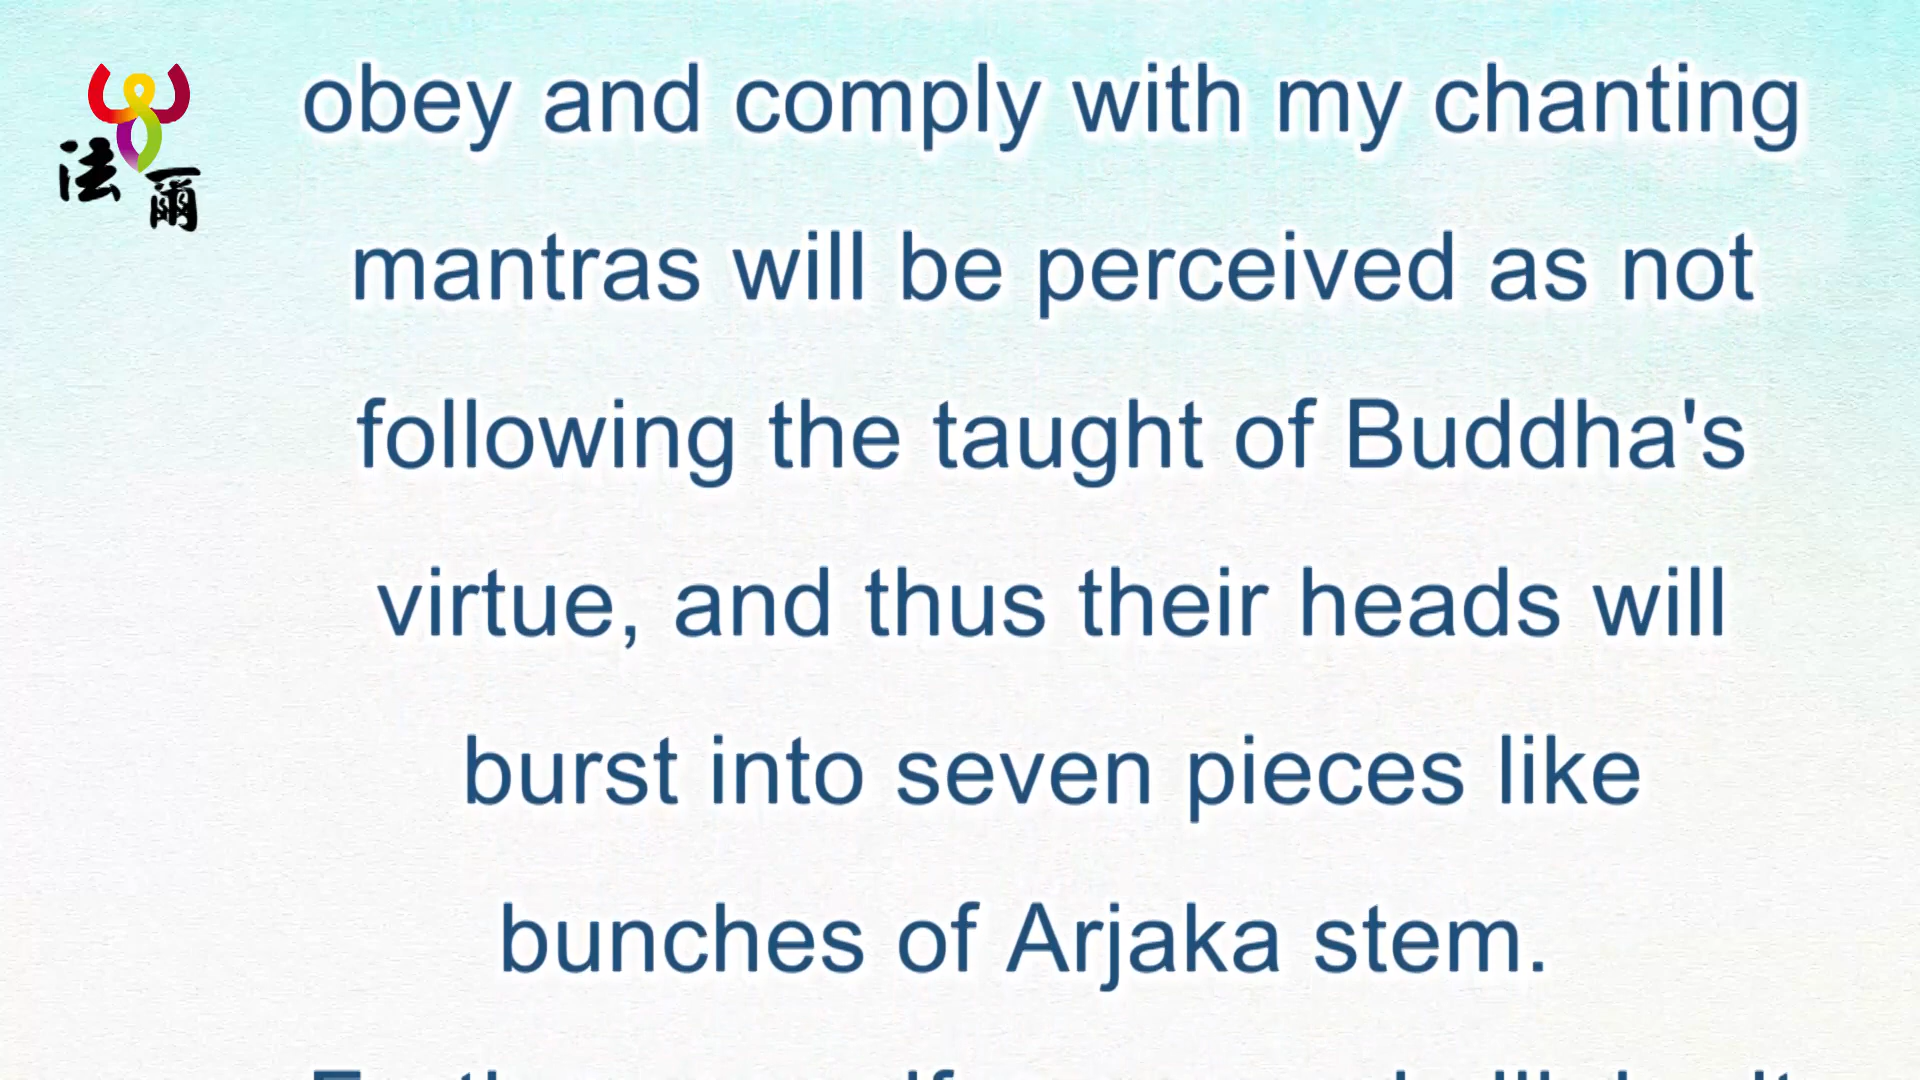 法爾
obey and comply with my chanting
mantras will be perceived as not
following the taught of Buddha's
virtue, and thus their heads will
burst into seven pieces like
bunches of Arjaka stem.